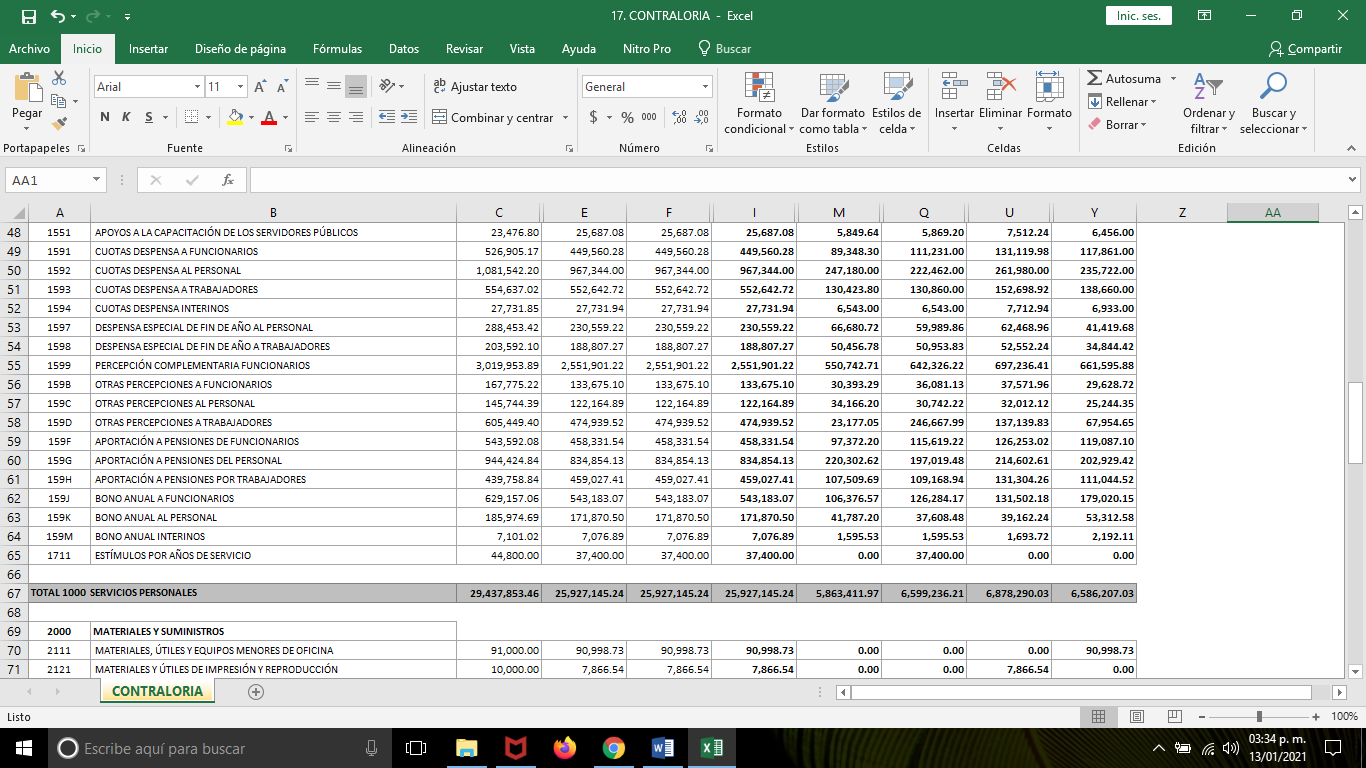 17. CONTRALORIA - Excel
Inic. ses.
Archivo Inicio Insertar Diseño de página Fórmulas Datos Revisar Vista Ayuda Nitro Pro Buscar Compartir
Pegar
Portapapeles
Arial 11
N K S
Fuente
Ajustar texto
Combinar y centrar
Alineación
General
$ % 000
Número
Formato condicional
Dar formato como tabla
Estilos de celda
Estilos
Insertar Eliminar Formato
Celdas
Autosuma
Rellenar
Borrar
Ordenar y filtrar
Buscar y seleccionar
Edición
AA1 fx
A B C E F I M Q U Y Z AA
48 1551 APOYOS A LA CAPACITACIÓN DE LOS SERVIDORES PÚBLICOS 23,476.80 25,687.08 25,687.08 25,687.08 5,849.64 5,869.20 7,512.24 6,456.00
49 1591 CUOTAS DESPENSA A FUNCIONARIOS 526,905.17 449,560.28 449,560.28 449,560.28 89,348.30 111,231.00 131,119.98 117,861.00
50 1592 CUOTAS DESPENSA AL PERSONAL 1,081,542.20 967,344.00 967,344.00 967,344.00 247,180.00 222,462.00 261,980.00 235,722.00
51 1593 CUOTAS DESPENSA A TRABAJADORES 554,637.02 552,642.72 552,642.72 552,642.72 130,423.80 130,860.00 152,698.92 138,660.00
52 1594 CUOTAS DESPENSA INTERINOS 27,731.85 27,731.94 27,731.94 27,731.94 6,543.00 6,543.00 7,712.94 6,933.00
53 1597 DESPENSA ESPECIAL DE FIN DE AÑO AL PERSONAL 288,453.42 230,559.22 230,559.22 230,559.22 66,680.72 59,989.86 62,468.96 41,419.68
54 1598 DESPENSA ESPECIAL DE FIN DE AÑO A TRABAJADORES 203,592.10 188,807.27 188,807.27 188,807.27 50,456.78 50,953.83 52,552.24 34,844.42
55 1599 PERCEPCIÓN COMPLEMENTARIA FUNCIONARIOS 3,019,953.89 2,551,901.22 2,551,901.22 2,551,901.22 550,742.71 642,326.22 697,236.41 661,595.88
56 159B OTRAS PERCEPCIONES A FUNCIONARIOS 167,775.22 133,675.10 133,675.10 133,675.10 30,393.29 36,081.13 37,571.96 29,628.72
57 159C OTRAS PERCEPCIONES AL PERSONAL 145,744.39 122,164.89 122,164.89 122,164.89 34,166.20 30,742.22 32,012.12 25,244.35
58 159D OTRAS PERCEPCIONES A TRABAJADORES 605,449.40 474,939.52 474,939.52 474,939.52 23,177.05 246,667.99 137,139.83 67,954.65
59 159F APORTACIÓN A PENSIONES DE FUNCIONARIOS 543,592.08 458,331.54 458,331.54 458,331.54 97,372.20 115,619.22 126,253.02 119,087.10
60 159G APORTACIÓN A PENSIONES DEL PERSONAL 944,424.84 834,854.13 834,854.13 834,854.13 220,302.62 197,019.48 214,602.61 202,929.42
61 159H APORTACIÓN A PENSIONES POR TRABAJADORES 439,758.84 459,027.41 459,027.41 459,027.41 107,509.69 109,168.94 131,304.26 111,044.52
62 159J BONO ANUAL A FUNCIONARIOS 629,157.06 543,183.07 543,183.07 543,183.07 106,376.57 126,284.17 131,502.18 179,020.15
63 159K BONO ANUAL AL PERSONAL 185,974.69 171,870.50 171,870.50 171,870.50 41,787.20 37,608.48 39,162.24 53,312.58
64 159M BONO ANUAL INTERINOS 7,101.02 7,076.89 7,076.89 7,076.89 1,595.53 1,595.53 1,693.72 2,192.11
65 1711 ESTÍMULOS POR AÑOS DE SERVICIO 44,800.00 37,400.00 37,400.00 37,400.00 0.00 37,400.00 0.00 0.00
66
67 TOTAL 1000 SERVICIOS PERSONALES 29,437,853.46 25,927,145.24 25,927,145.24 25,927,145.24 5,863,411.97 6,599,236.21 6,878,290.03 6,586,207.03
68
69 2000 MATERIALES Y SUMINISTROS
70 2111 MATERIALES, ÚTILES Y EQUIPOS MENORES DE OFICINA 91,000.00 90,998.73 90,998.73 90,998.73 0.00 0.00 0.00 90,998.73
71 2121 MATERIALES Y ÚTILES DE IMPRESIÓN Y REPRODUCCIÓN 10,000.00 7,866.54 7,866.54 7,866.54 0.00 0.00 7,866.54 0.00
CONTRALORIA
Listo 100%
Escribe aquí para buscar
03:34 p. m.
13/01/2021